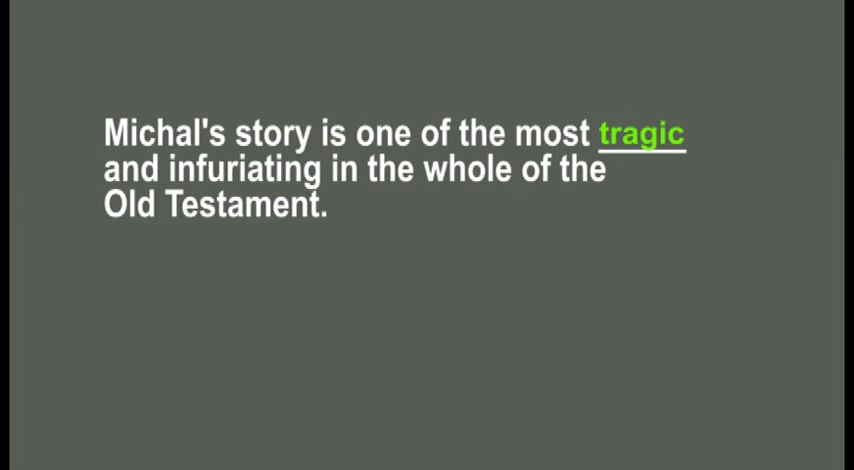 Michal's story is one of the most tragic
and infuriating in the whole of the
Old Testament.